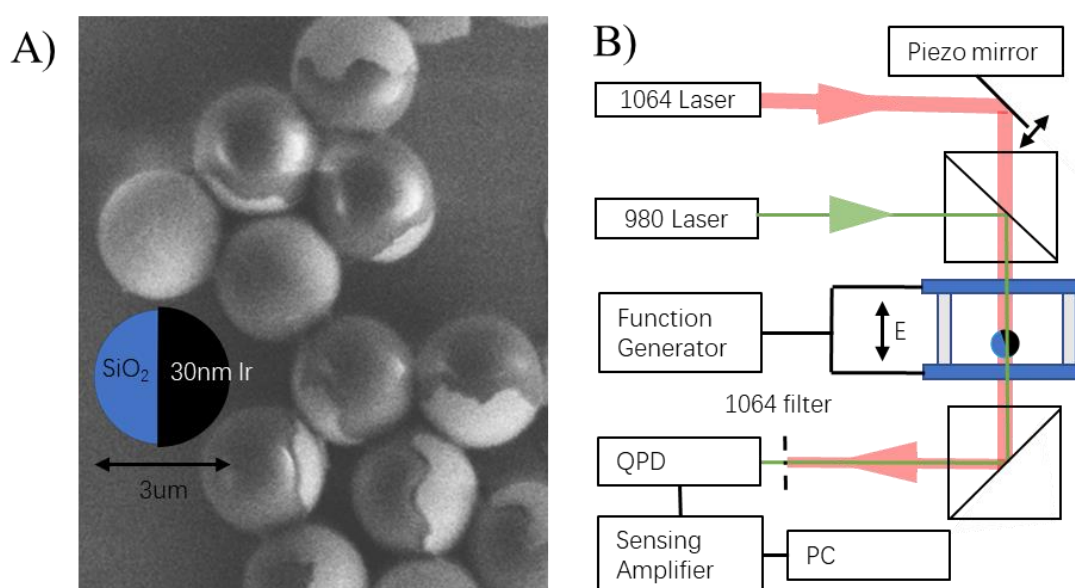 A)
SiO₂
30nm Ir
3um
B)
Piezo mirror
1064 Laser
980 Laser
Function
Generator
E
1064 filter
QPD
Sensing
Amplifier
PC